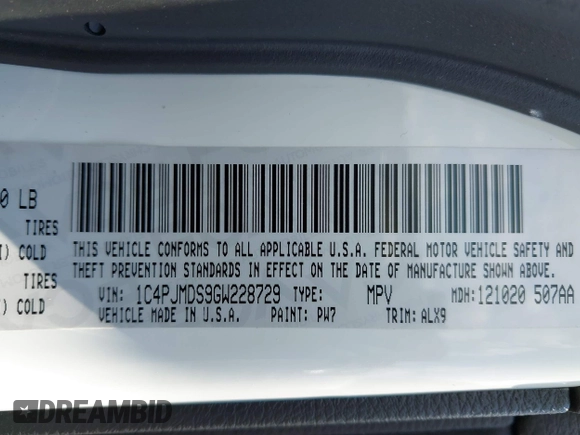 0 LB
TIRES
COLD
THIS VEHICLE CONFORMS TO ALL APPLICABLE U.S.A. FEDERAL MOTOR VEHICLE SAFETY AND
TIRES
THEFT PREVENTION STANDARDS IN EFFECT ON THE DATE OF MANUFACTURE SHOWN ABOVE.
COLD
VIN: 1C4PJMDS9GW228729 TYPE: MPV MDH:121020 507AA
VEHICLE MADE IN U.S.A. PAINT: PW7 TRIM: ALX9
DREAMBID